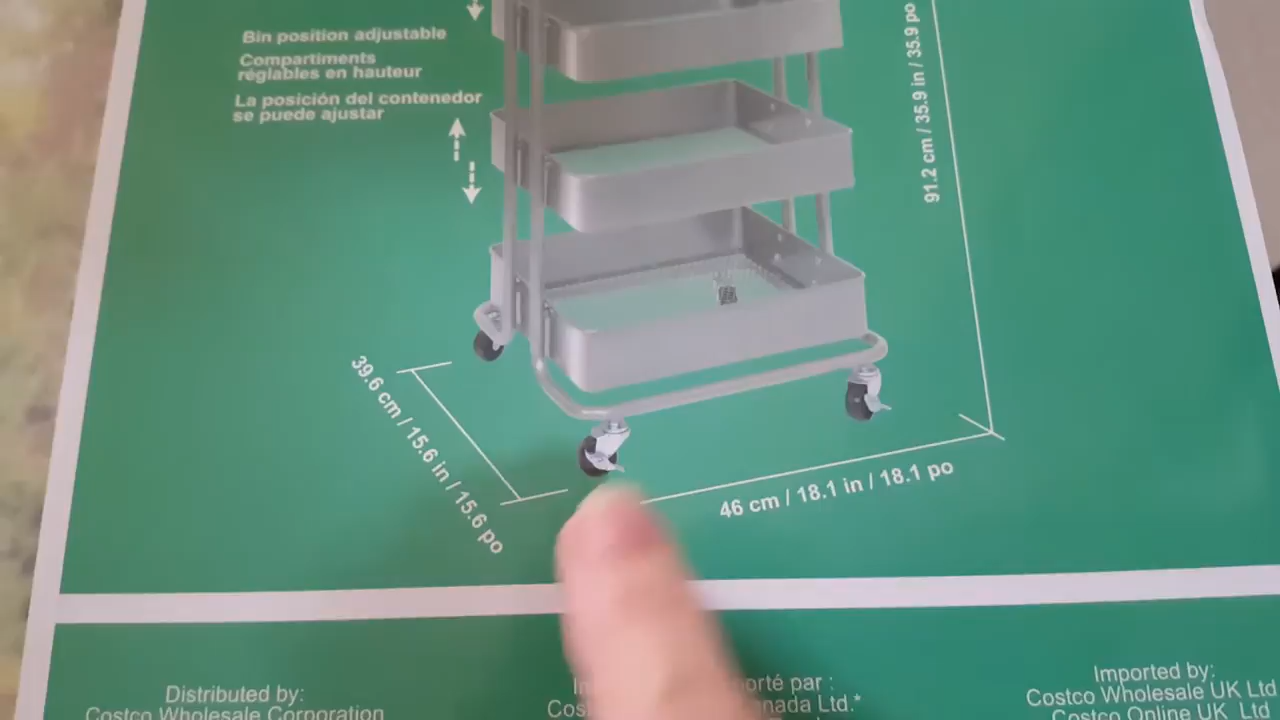 Bin position adjustable
Compartiments
réglables en hauteur
La posición del contenedor
se puede ajustar
91.2 cm / 35.9 in / 35.9 po
39.6 cm / 15.6 in / 15.6 po
46 cm / 18.1 in / 18.1 po
Distributed by:
Costco Wholesale Corporation
par :
Ltd.*
Imported by:
Costco Wholesale UK Ltd
Costco Online UK Ltd